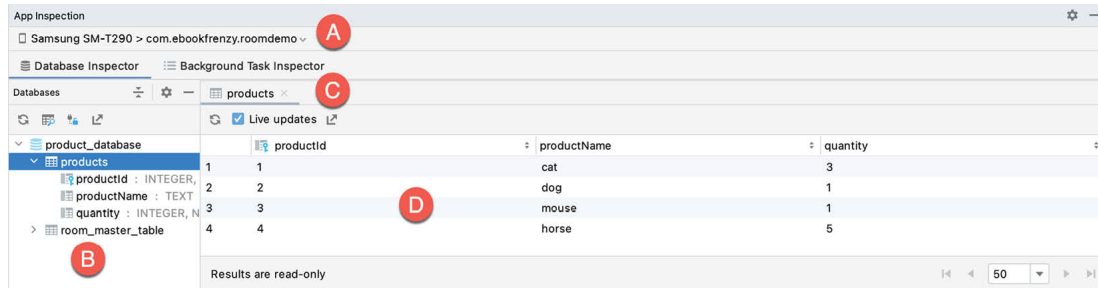 App Inspection
Samsung SM-T290 > com.ebookfrenzy.roomdemo
A
Database Inspector
Background Task Inspector
Databases
products
C
Live updates
product_database
products
productId : INTEGER,
productName : TEXT
quantity : INTEGER, N
room_master_table
B
productId productName quantity
1 1 cat 3
2 2 dog 1
3 3 mouse 1
4 4 horse 5
D
Results are read-only
50